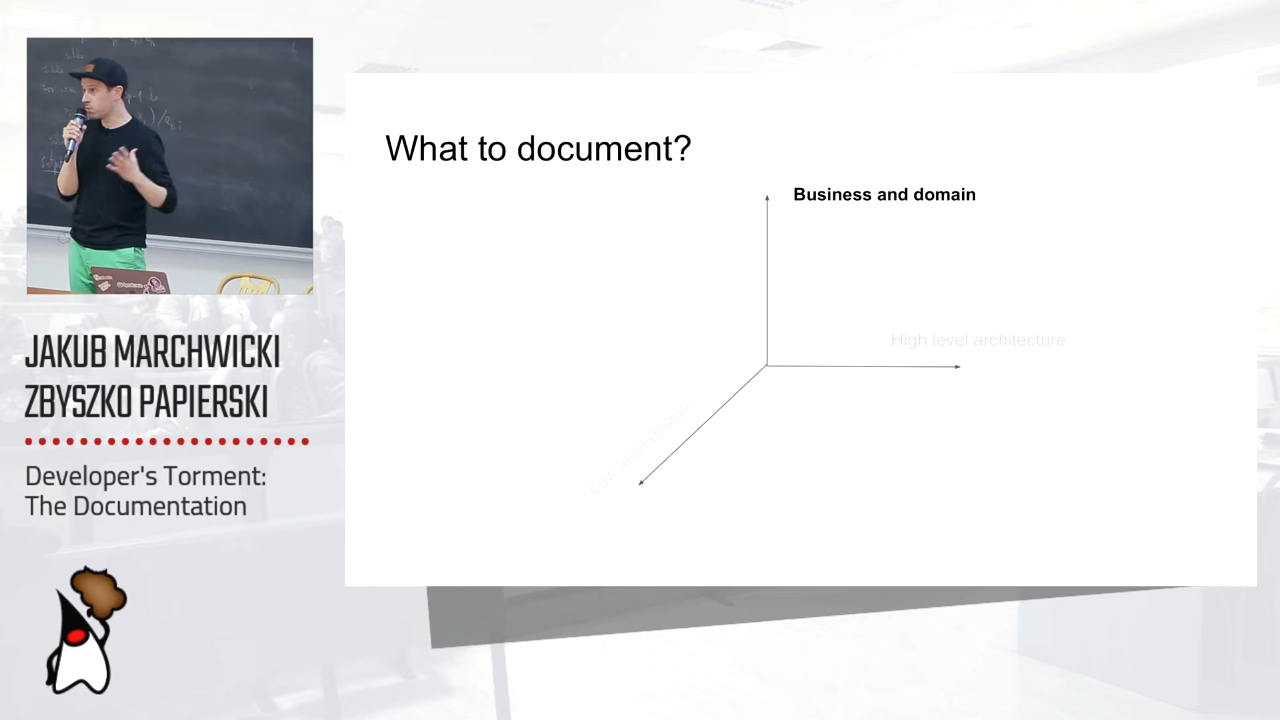 What to document?
Business and domain
High level architecture
Low level design
JAKUB MARCHWICKI
ZBYSZKO PAPIERSKI
Developer's Torment:
The Documentation